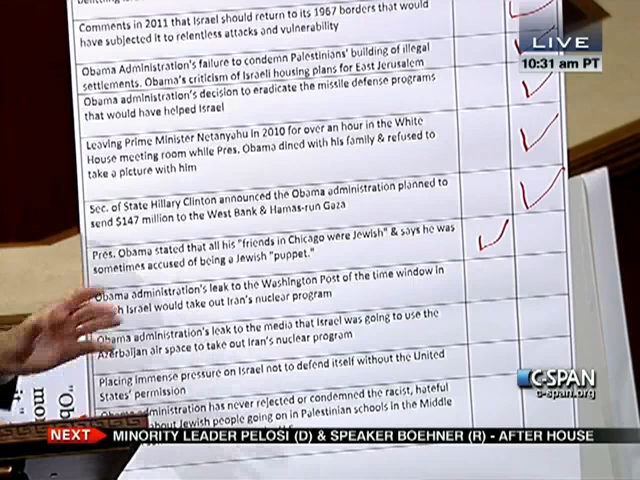 Comments in 2011 that Israel should return to its 1967 borders that would
have subjected it to relentless attacks and vulnerability
Obama Administration's failure to condemn Palestinians' building of illegal
settlements. Obama's criticism of Israeli housing plans for East Jerusalem
Obama administration's decision to eradicate the missile defense programs
that would have helped Israel
Leaving Prime Minister Netanyahu in 2010 for over an hour in the White
House meeting room while Pres. Obama dined with his family & refused to
take a picture with him
Sec. of State Hillary Clinton announced the Obama administration planned to
send $147 million to the West Bank & Hamas-run Gaza
Pres. Obama stated that all his "friends in Chicago were Jewish" & says he was
sometimes accused of being a Jewish "puppet."
Obama administration's leak to the Washington Post of the time window in
Israel would take out Iran's nuclear program
Obama administration's leak to the media that Israel was going to use the
Azerbaijan air space to take out Iran's nuclear program
Placing immense pressure on Israel not to defend itself without the United
States' permission
Obama administration has never rejected or condemned the racist, hateful
about Jewish people going on in Palestinian schools in the Middle
LIVE
10:31 am PT
C-SPAN
c-span.org
"Ob
mo
NEXT
MINORITY LEADER PELOSI (D) & SPEAKER BOEHNER (R) - AFTER HOUSE